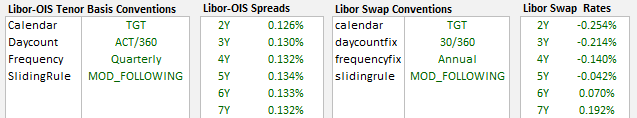 Libor-OIS Tenor Basis Conventions Libor-OIS Spreads Libor Swap Conventions Libor Swap Rates
Calendar TGT 2Y 0.126% calendar TGT 2Y -0.254%
Daycount ACT/360 3Y 0.130% daycountfix 30/360 3Y -0.214%
Frequency Quarterly 4Y 0.132% frequencyfix Annual 4Y -0.140%
SlidingRule MOD_FOLLOWING 5Y 0.134% slidingrule MOD_FOLLOWING 5Y -0.042%
6Y 0.133% 6Y 0.070%
7Y 0.132% 7Y 0.192%